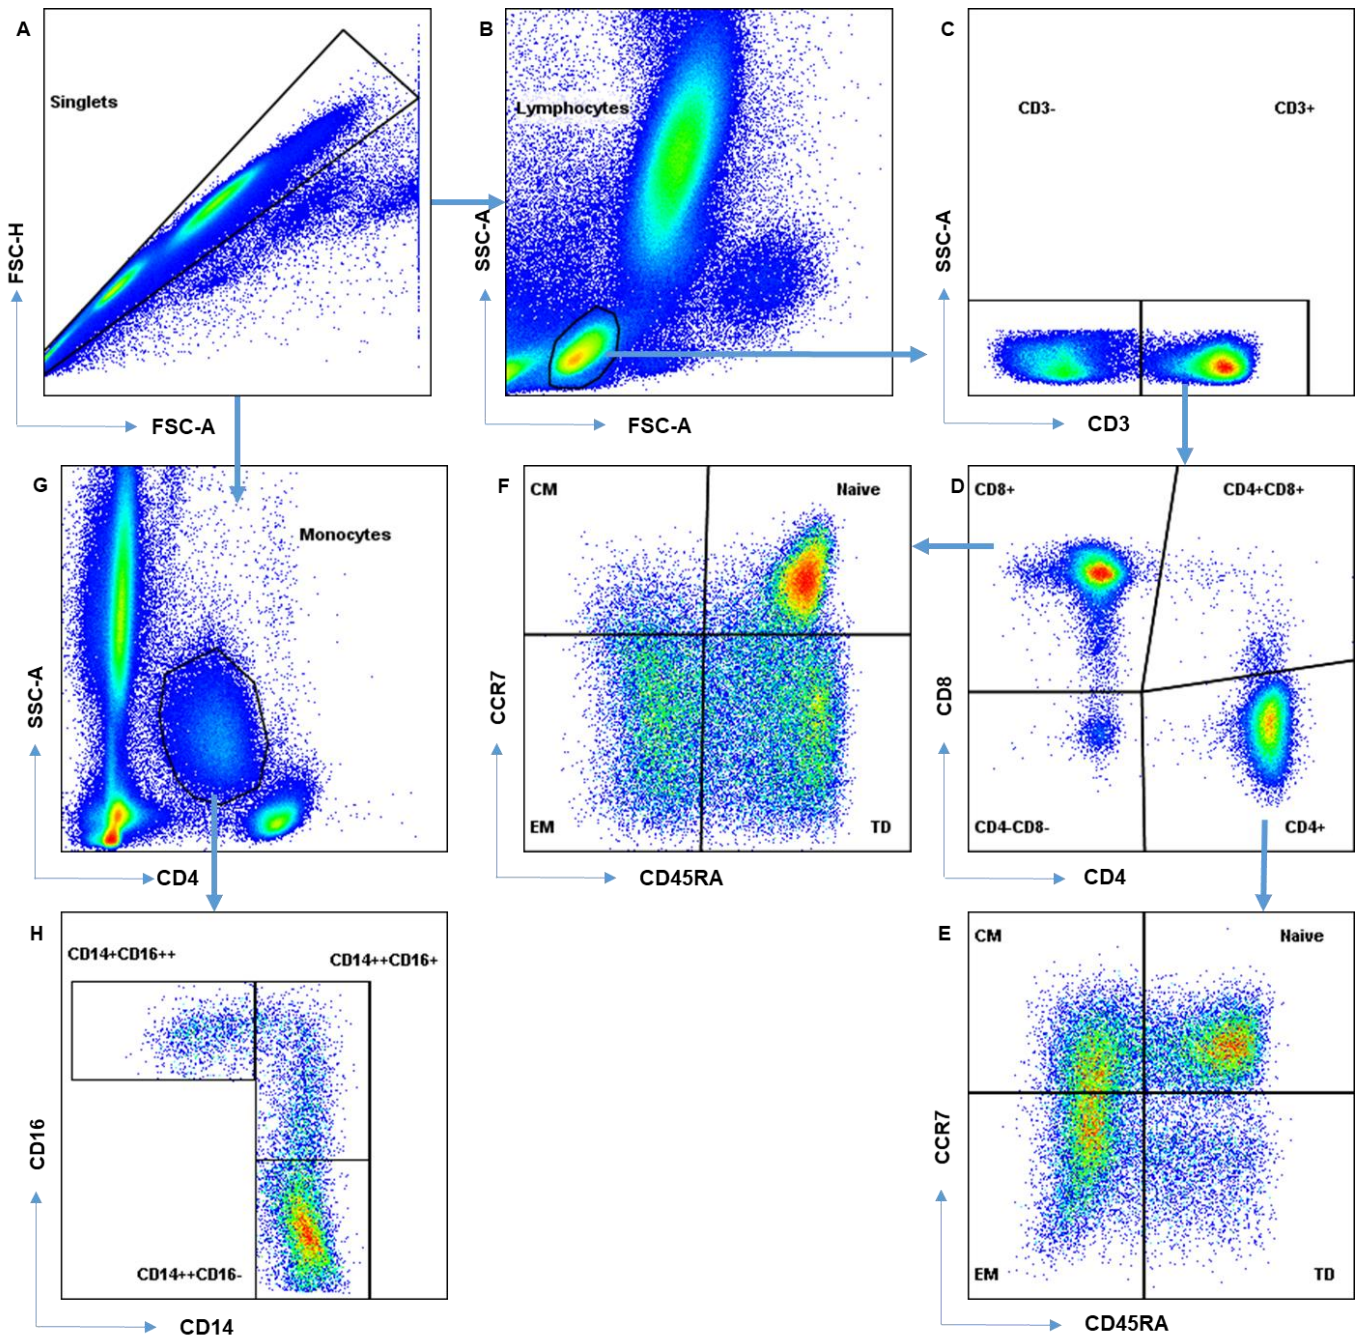 A
Singlets
FSC-H
FSC-A
B
Lymphocytes
SSC-A
FSC-A
C
CD3-
CD3+
SSC-A
CD3
G
Monocytes
SSC-A
CD4
F
CM
Naive
CCR7
EM
TD
CD45RA
D
CD8+
CD4+CD8+
CD8
CD4-CD8-
CD4+
CD4
H
CD14+CD16++
CD14++CD16+
CD16
CD14++CD16-
CD14
E
CM
Naive
CCR7
EM
TD
CD45RA